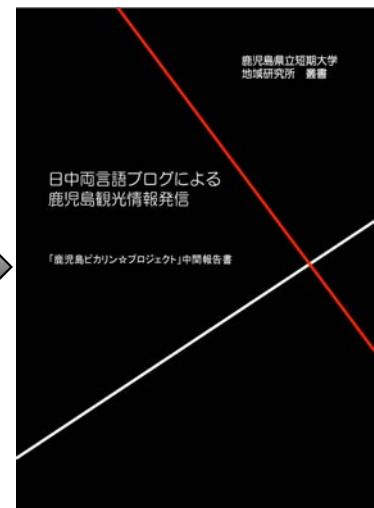 鹿児島県立短期大学
地域研究所 叢書
日中両言語ブログによる
鹿児島観光情報発信
「鹿児島ピカリン☆プロジェクト」中間報告書